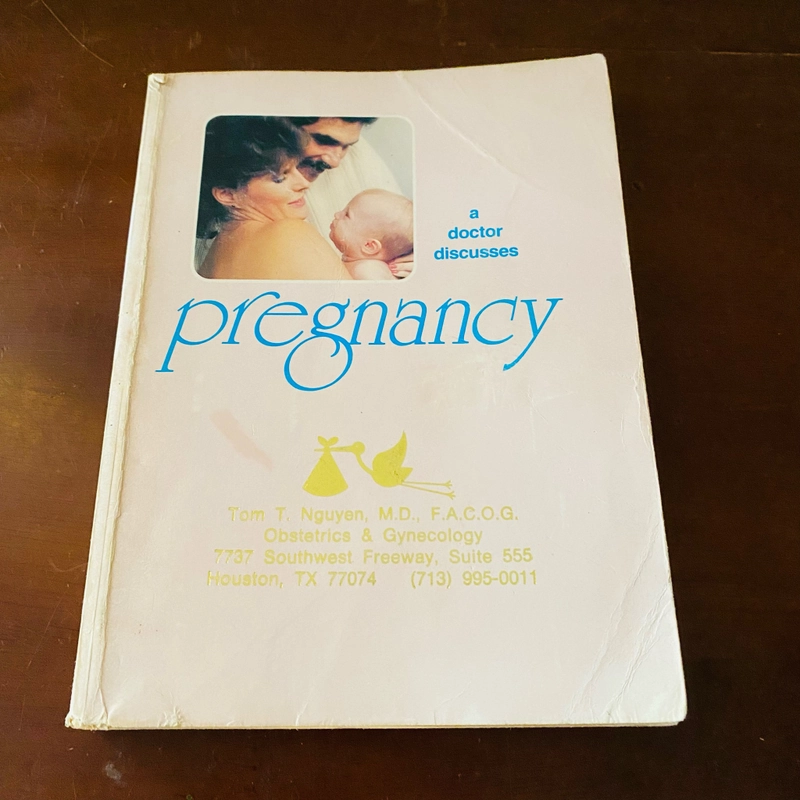 a
doctor
discusses
pregnancy
Tom T. Nguyen, M.D., F.A.C.O.G.
Obstetrics & Gynecology
7737 Southwest Freeway, Suite 555
Houston, TX 77074 (713) 995-0011